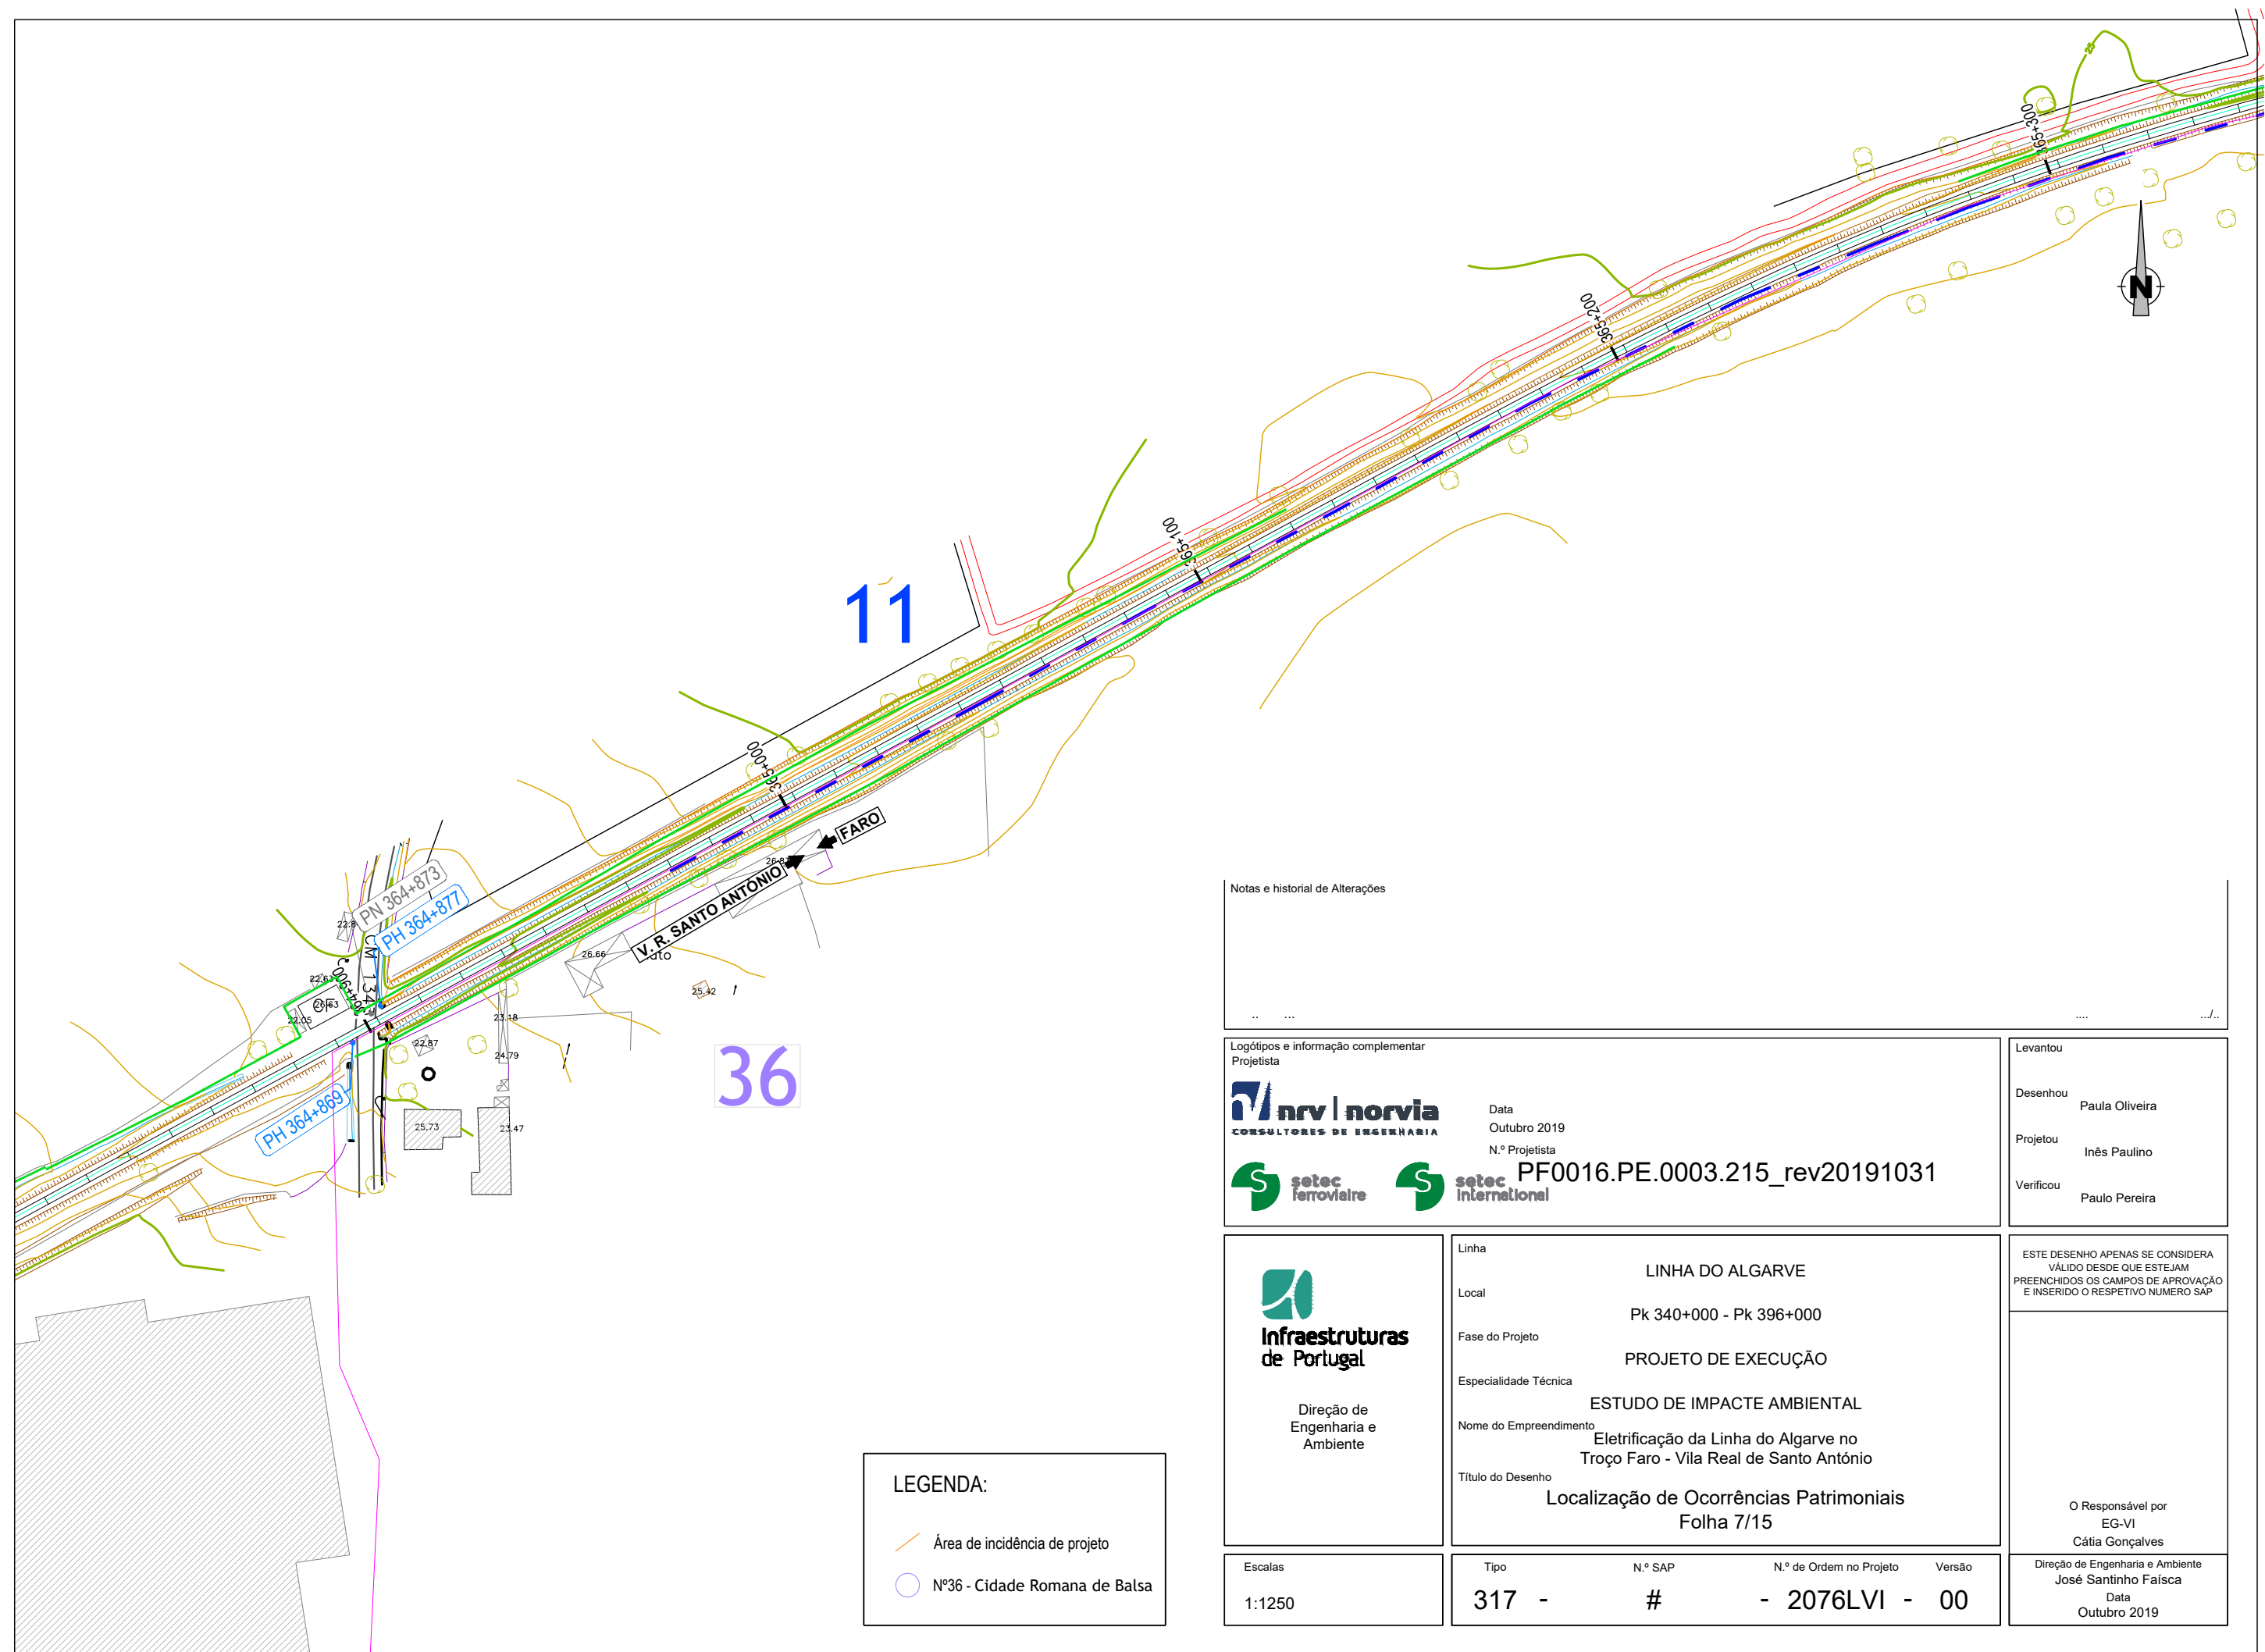 25
365+300
365+200
365+100
11
365+000
FARO
V. R. SANTO ANTÓNIO
PN 364+873
PH 364+877
26.66
25.42
22.63
26.63
CF
22.05
364+900
23.18
22.87
24.79
36
PH 364+869
25.73
23.47
Notas e historial de Alterações
.. ... .... .../..
Logótipos e informação complementar
Projetista
nrv | norvia
CONSULTORES DE ENGENHARIA
Data
Outubro 2019
N.º Projetista
PF0016.PE.0003.215_rev20191031
setec
ferroviaire
setec
international
Levantou
Desenhou
Paula Oliveira
Projetou
Inês Paulino
Verificou
Paulo Pereira
Infraestruturas
de Portugal
Direção de
Engenharia e
Ambiente
Linha
LINHA DO ALGARVE
Local
Pk 340+000 - Pk 396+000
Fase do Projeto
PROJETO DE EXECUÇÃO
Especialidade Técnica
ESTUDO DE IMPACTE AMBIENTAL
Nome do Empreendimento
Eletrificação da Linha do Algarve no
Troço Faro - Vila Real de Santo António
Título do Desenho
Localização de Ocorrências Patrimoniais
Folha 7/15
ESTE DESENHO APENAS SE CONSIDERA
VÁLIDO DESDE QUE ESTEJAM
PREENCHIDOS OS CAMPOS DE APROVAÇÃO
E INSERIDO O RESPETIVO NUMERO SAP
O Responsável por
EG-VI
Cátia Gonçalves
Direção de Engenharia e Ambiente
José Santinho Faísca
Data
Outubro 2019
Escalas
1:1250
Tipo N.º SAP N.º de Ordem no Projeto Versão
317 - # - 2076LVI - 00
LEGENDA:
Área de incidência de projeto
Nº36 - Cidade Romana de Balsa
N